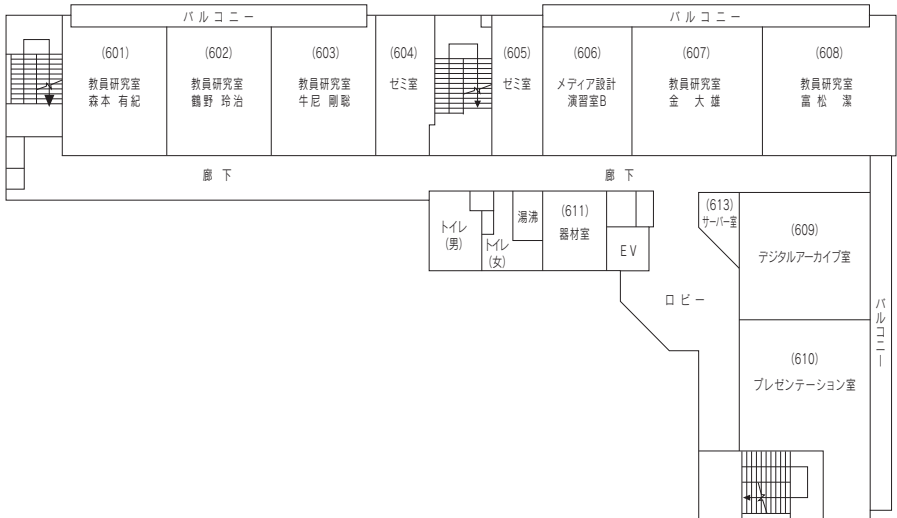 バルコニー
バルコニー
(601)
教員研究室
森本 有紀
(602)
教員研究室
鶴野 玲治
(603)
教員研究室
牛尼 剛聡
(604)
ゼミ室
(605)
ゼミ室
(606)
メディア設計
演習室B
(607)
教員研究室
金 大雄
(608)
教員研究室
富松 潔
廊下
廊下
トイレ
(男)
トイレ
(女)
湯沸
(611)
器材室
EV
(613)
サーバー室
(609)
デジタルアーカイブ室
ロビー
バルコニー
(610)
プレゼンテーション室